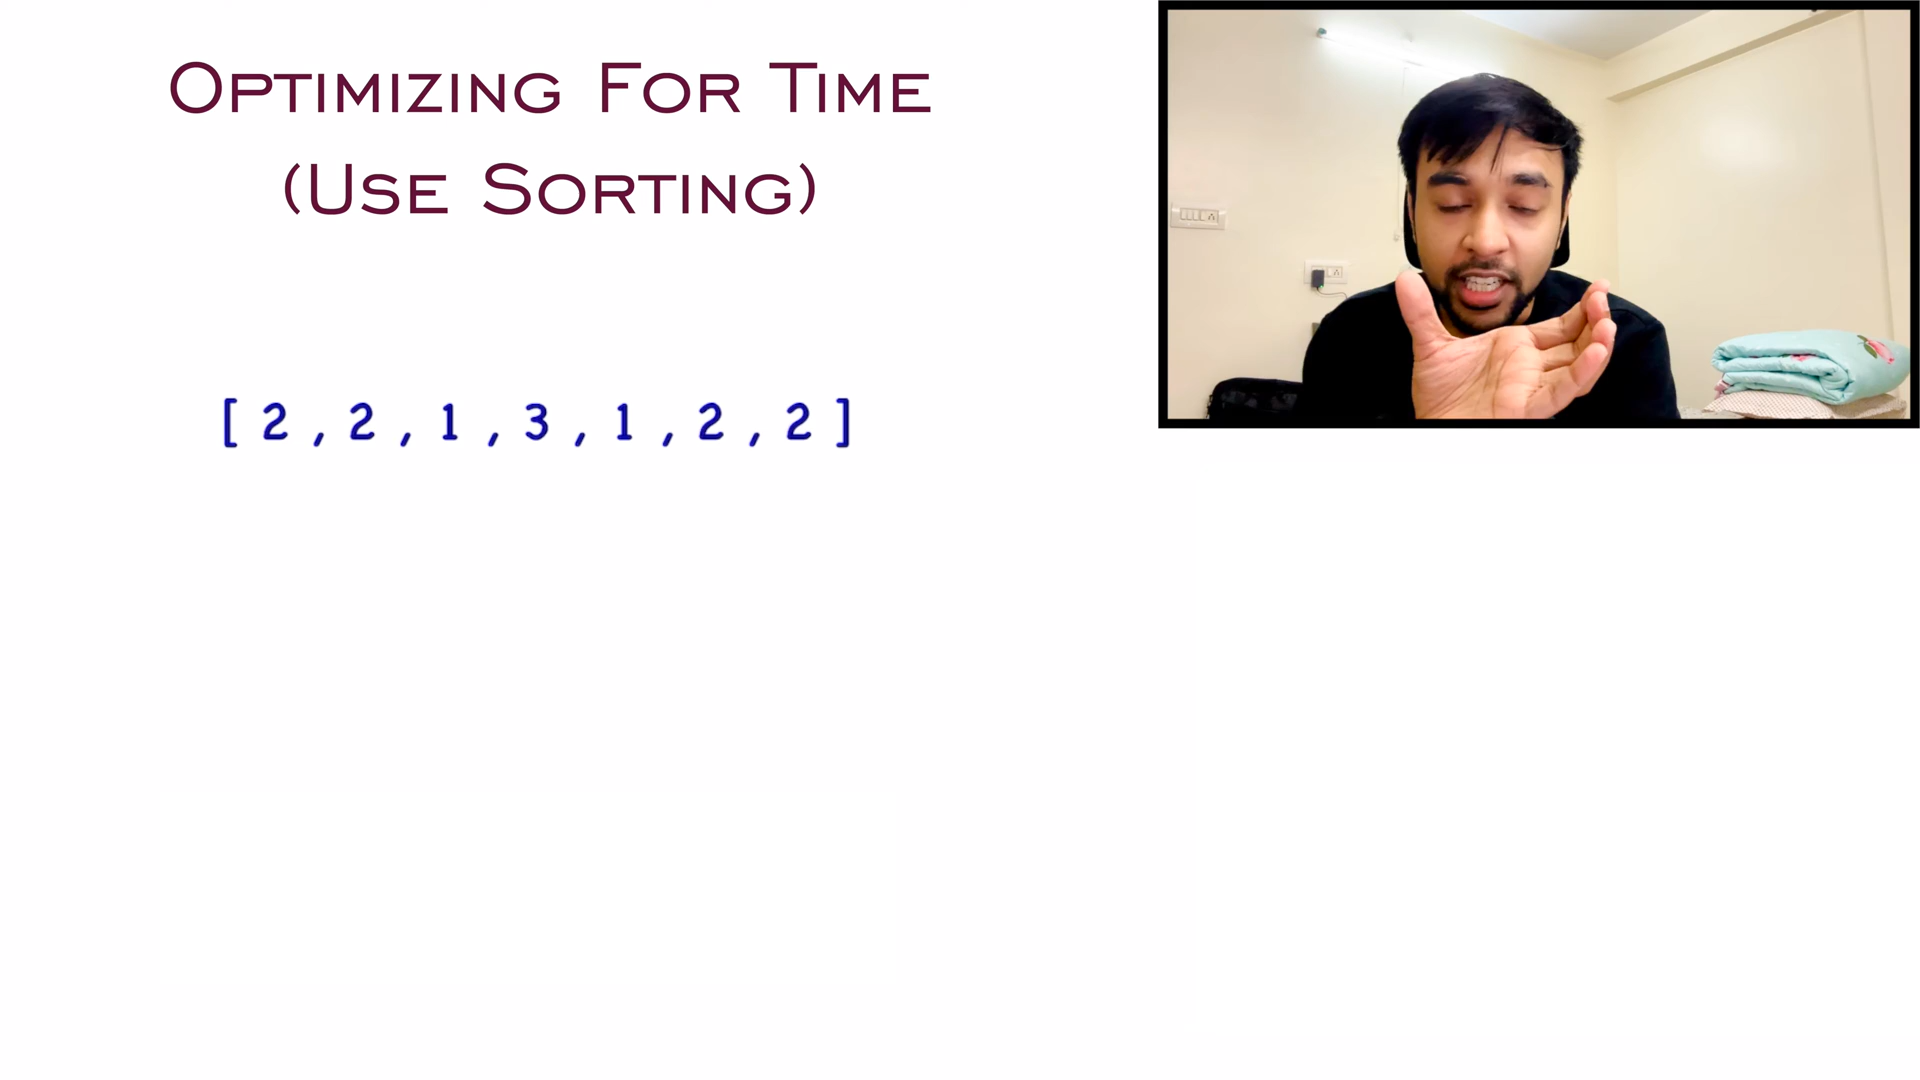 Optimizing For Time
(Use Sorting)
[ 2 , 2 , 1 , 3 , 1 , 2 , 2 ]